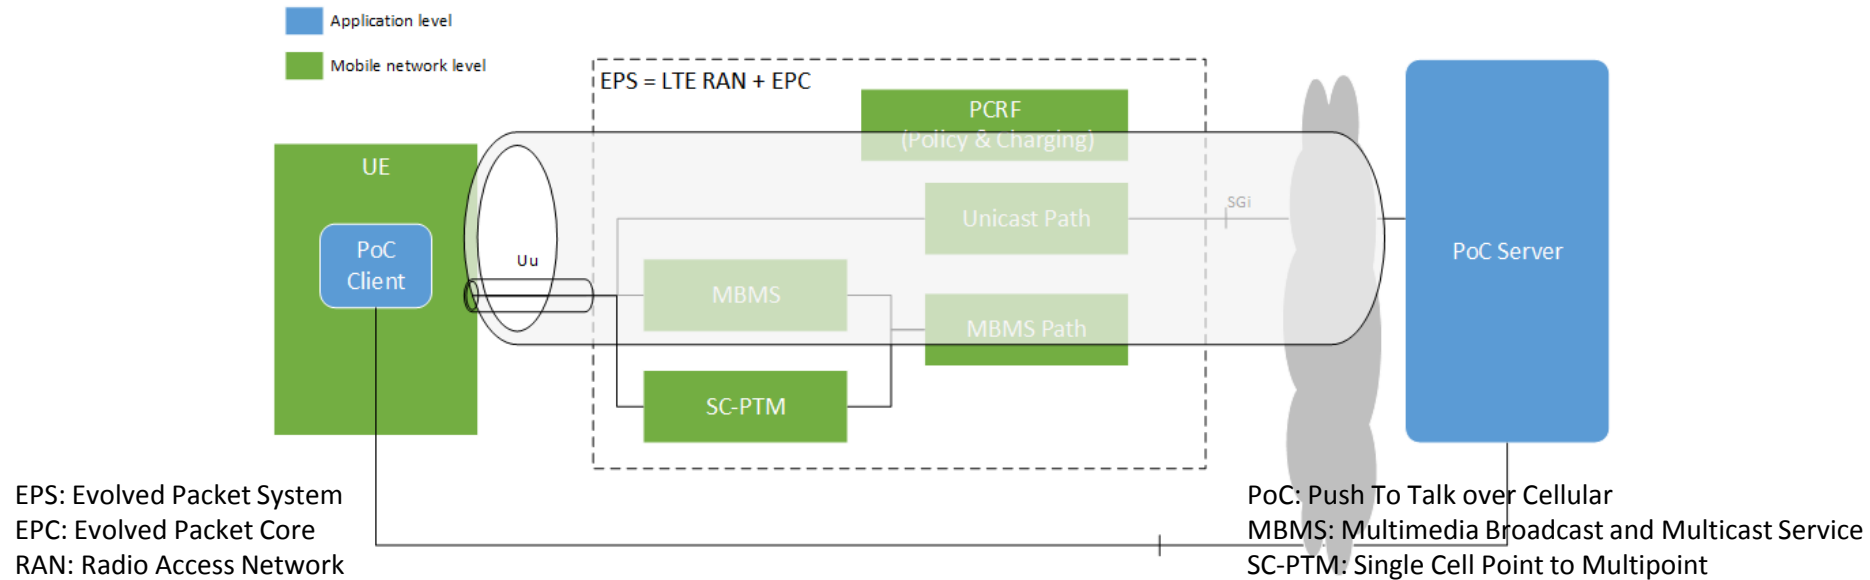 Application level
Mobile network level
EPS = LTE RAN + EPC
PCRF
(Policy & Charging)
UE
PoC
Client
Uu
Unicast Path
SGi
MBMS
MBMS Path
SC-PTM
PoC Server
EPS: Evolved Packet System
EPC: Evolved Packet Core
RAN: Radio Access Network
PoC: Push To Talk over Cellular
MBMS: Multimedia Broadcast and Multicast Service
SC-PTM: Single Cell Point to Multipoint